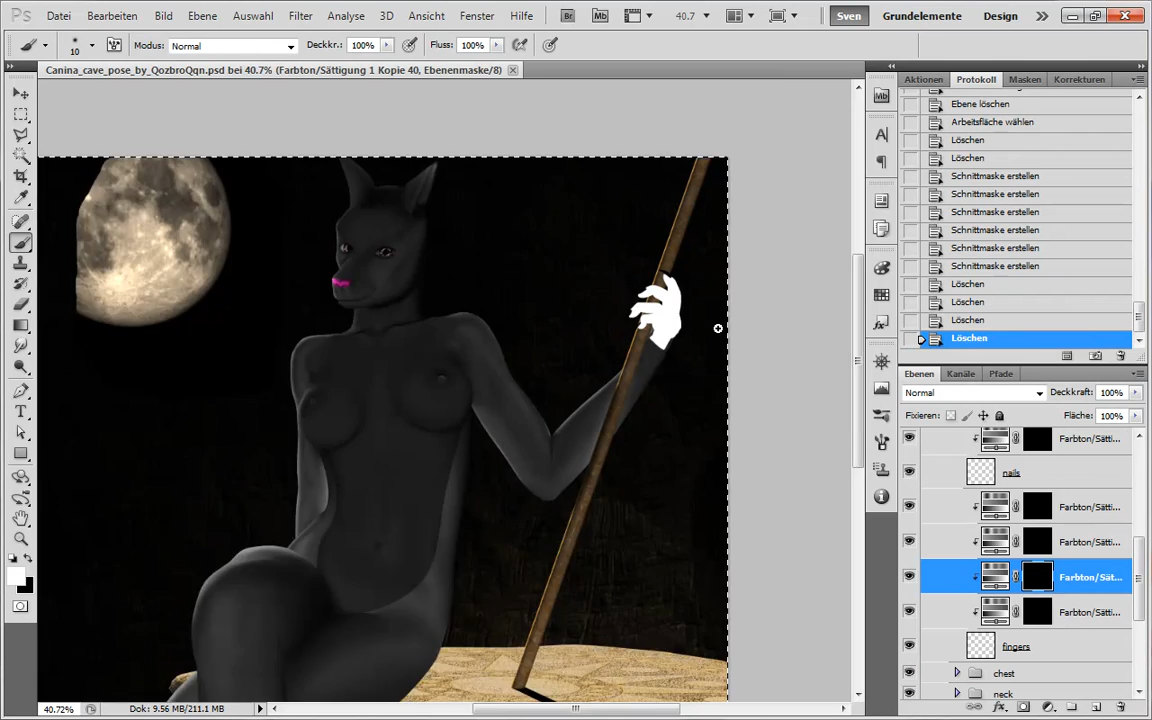 Ps Datei Bearbeiten Bild Ebene Auswahl Filter Analyse 3D Ansicht Fenster Hilfe Br Mb 40.7 Sven Grundelemente Design
10 Modus: Normal Deckkr.: 100% Fluss: 100%
Canina_cave_pose_by_QozbroQqn.psd bei 40.7% (Farbton/Sättigung 1 Kopie 40, Ebenenmaske/8)
Aktionen Protokoll Masken Korrekturen
Mb
Ebene löschen
Arbeitsfläche wählen
Löschen
Löschen
Schnittmaske erstellen
Schnittmaske erstellen
Schnittmaske erstellen
Schnittmaske erstellen
Schnittmaske erstellen
Schnittmaske erstellen
Löschen
Löschen
Löschen
Löschen
Ebenen Kanäle Pfade
Normal Deckkraft: 100%
Fixieren: Fläche: 100%
Farbton/Sätti...
nails
Farbton/Sätti...
Farbton/Sätti...
Farbton/Sät...
Farbton/Sätti...
fingers
chest
neck
40.72% Dok: 9.56 MB/211.1 MB